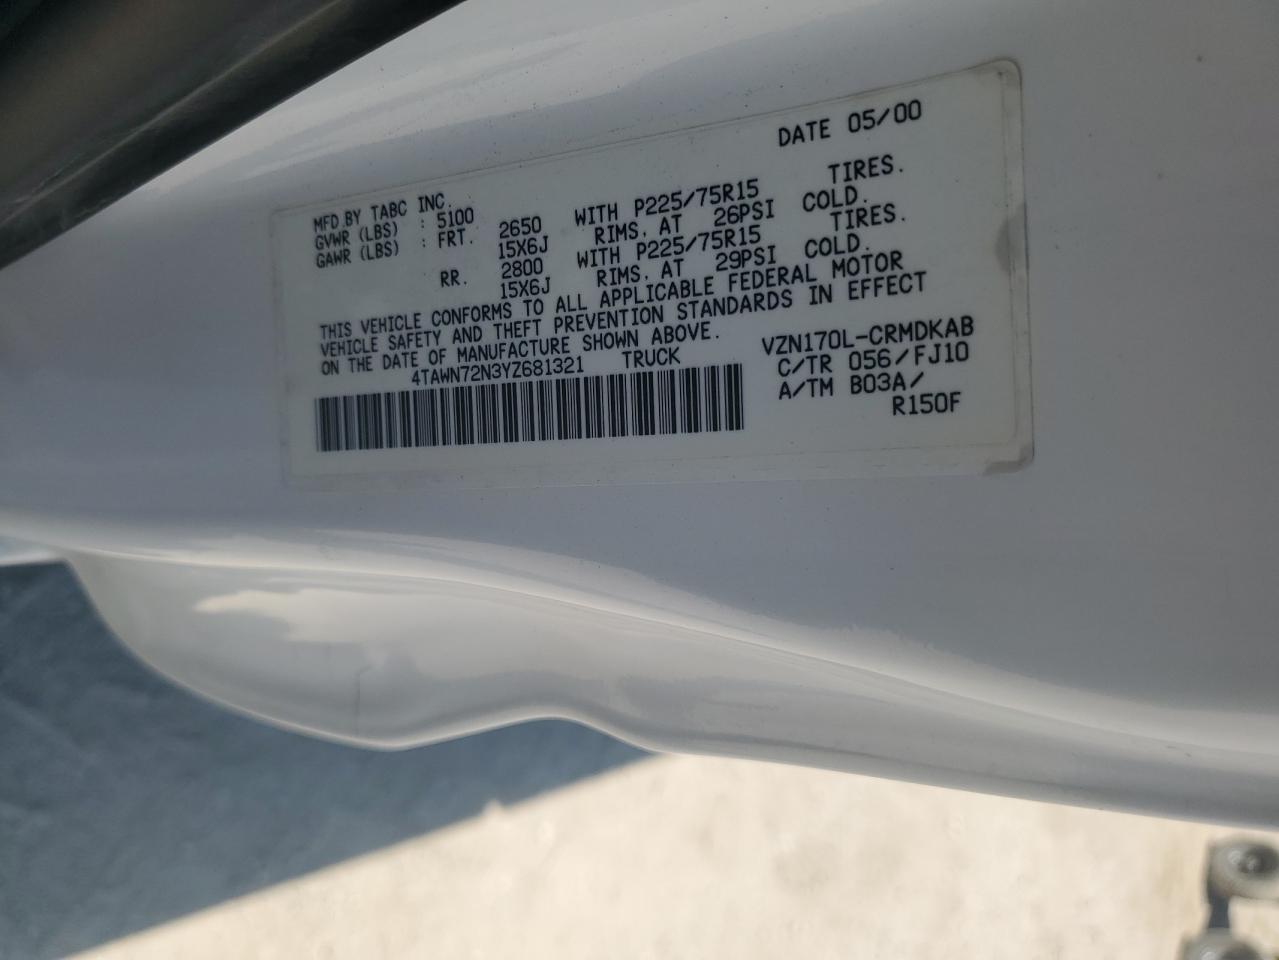 DATE 05/00
MFD BY TABC INC.
GVWR (LBS) : 5100
GAWR (LBS) : FRT. 2650 WITH P225/75R15 TIRES.
15X6J RIMS. AT 26PSI COLD.
RR. 2800 WITH P225/75R15 TIRES.
15X6J RIMS. AT 29PSI COLD.
THIS VEHICLE CONFORMS TO ALL APPLICABLE FEDERAL MOTOR
VEHICLE SAFETY AND THEFT PREVENTION STANDARDS IN EFFECT
ON THE DATE OF MANUFACTURE SHOWN ABOVE.
4TAWN72N3YZ681321 TRUCK
VZN170L-CRMDKAB
C/TR 056/FJ10
A/TM B03A/
R150F